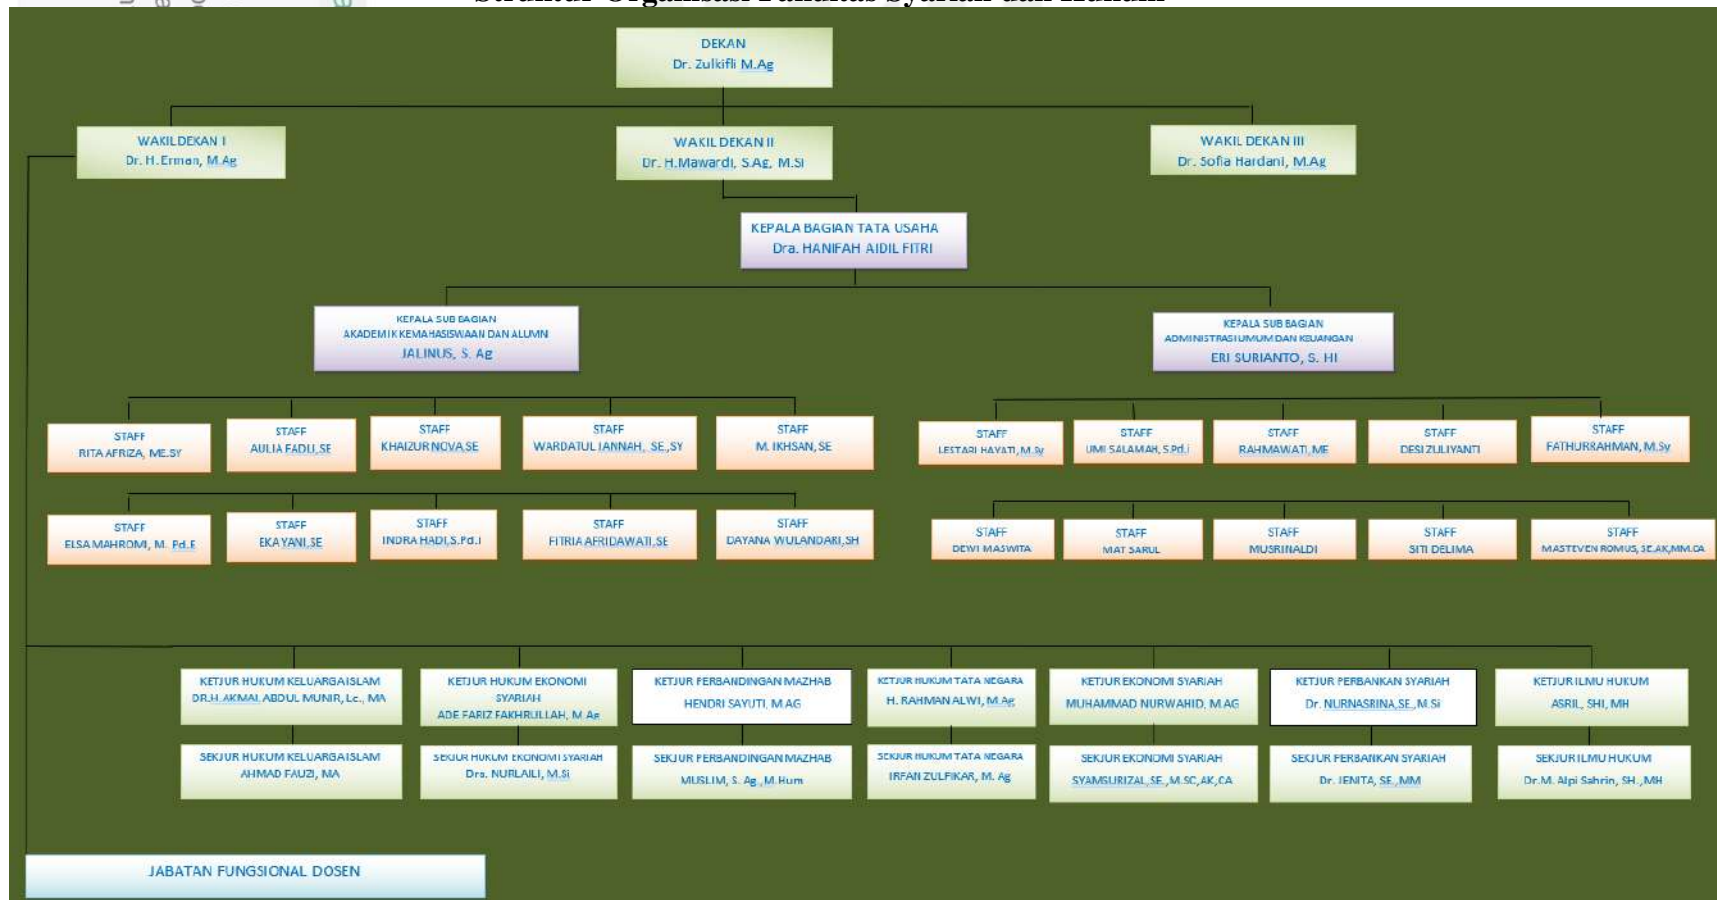 Struktur Organisasi Fakultas Syariah dan Hukum
DEKAN
Dr. Zulkifli M.Ag
WAKIL DEKAN I
Dr. H. Erman, M.Ag
WAKIL DEKAN II
Dr. H.Mawardi, S.Ag, M.Si
WAKIL DEKAN III
Dr. Sofia Hardani, M.Ag
KEPALA BAGIAN TATA USAHA
Dra. HANIFAH AIDIL FITRI
KEPALA SUB BAGIAN
AKADEMIK KEMAHASISWAAN DAN ALUMNI
JALINUS, S. Ag
KEPALA SUB BAGIAN
ADMINISTRASI UMUM DAN KEUANGAN
ERI SURIANTO, S. HI
STAFF
RITA AFRIZA, ME.SY
STAFF
AULIA FADLI,SE
STAFF
KHAIZUR NOVA,SE
STAFF
WARDATUL JANNAH, SE.,SY
STAFF
M. IKHSAN, SE
STAFF
LESTARI HAYATI, M.Sy
STAFF
UMI SALAMAH, S.Pd.i
STAFF
RAHMAWATI, ME
STAFF
DESI ZULIYANTI
STAFF
FATHURRAHMAN, M.Sy
STAFF
ELSA MAHROMI, M. Pd.E
STAFF
EKA YANI,SE
STAFF
INDRA HADI,S.Pd.i
STAFF
FITRIA AFRIDAWATI,SE
STAFF
DAYANA WULANDARI,SH
STAFF
DEWI MASWITA
STAFF
MAT SARUL
STAFF
MUSRINALDI
STAFF
SITI DELIMA
STAFF
MASTEVEN ROMUS, SE.AK,MM.CA
KETJUR HUKUM KELUARGA ISLAM
DR.H.AKMAL ABDUL MUNIR, Lc., MA
KETJUR HUKUM EKONOMI
SYARIAH
ADE FARIZ FAKHRULLAH, M.Ag
KETJUR PERBANDINGAN MAZHAB
HENDRI SAYUTI, M.AG
KETJUR HUKUM TATA NEGARA
H. RAHMAN ALWI, M.Ag
KETJUR EKONOMI SYARIAH
MUHAMMAD NURWAHID, M.AG
KETJUR PERBANKAN SYARIAH
Dr. NURNASRINA,SE.,M.Si
KETJUR ILMU HUKUM
ASRIL, SHI, MH
SEKJUR HUKUM KELUARGA ISLAM
AHMAD FAUZI, MA
SEKJUR HUKUM EKONOMI SYARIAH
Dra. NURLAILI, M.Si
SEKJUR PERBANDINGAN MAZHAB
MUSLIM, S. Ag.,M.Hum
SEKJUR HUKUM TATA NEGARA
IRFAN ZULFIKAR, M. Ag
SEKJUR EKONOMI SYARIAH
SYAMSURIZAL,SE.,M.SC,AK,CA
SEKJUR PERBANKAN SYARIAH
Dr. JENITA, SE.,MM
SEKJUR ILMU HUKUM
Dr.M. Alpi Sahrin, SH.,MH
JABATAN FUNGSIONAL DOSEN